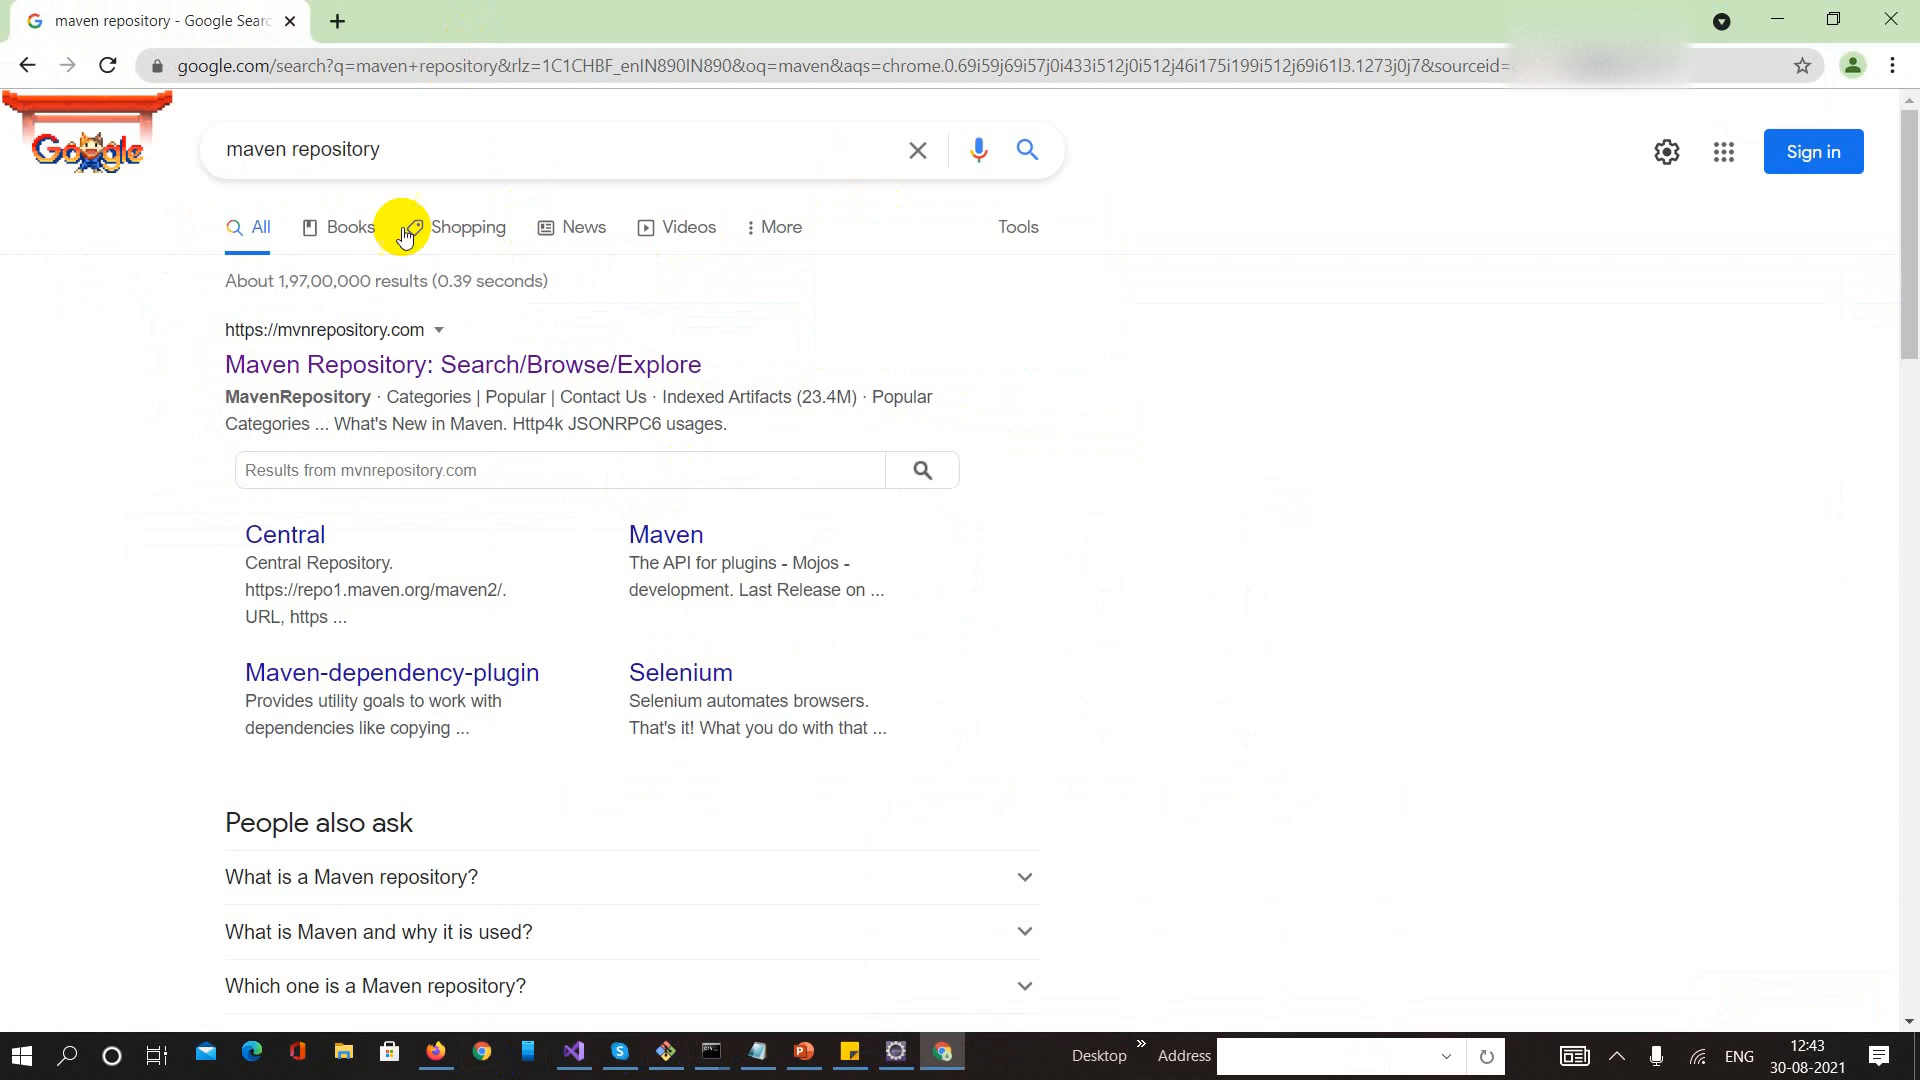 maven repository - Google Searc
google.com/search?q=maven+repository&rlz=1C1CHBF_enIN890IN890&oq=maven&aqs=chrome.0.69i59j69i57j0i433i512j0i512j46i175i199i512j69i61l3.1273j0j7&sourceid=
Google
maven repository
Sign in
All Books Shopping News Videos More Tools
About 1,97,00,000 results (0.39 seconds)
https://mvnrepository.com
Maven Repository: Search/Browse/Explore
MavenRepository · Categories | Popular | Contact Us · Indexed Artifacts (23.4M) · Popular
Categories ... What's New in Maven. Http4k JSONRPC6 usages.
Results from mvnrepository.com
Central
Central Repository.
https://repo1.maven.org/maven2/.
URL, https ...
Maven
The API for plugins - Mojos -
development. Last Release on ...
Maven-dependency-plugin
Provides utility goals to work with
dependencies like copying ...
Selenium
Selenium automates browsers.
That's it! What you do with that ...
People also ask
What is a Maven repository?
What is Maven and why it is used?
Which one is a Maven repository?
Desktop » Address
ENG
12:43
30-08-2021